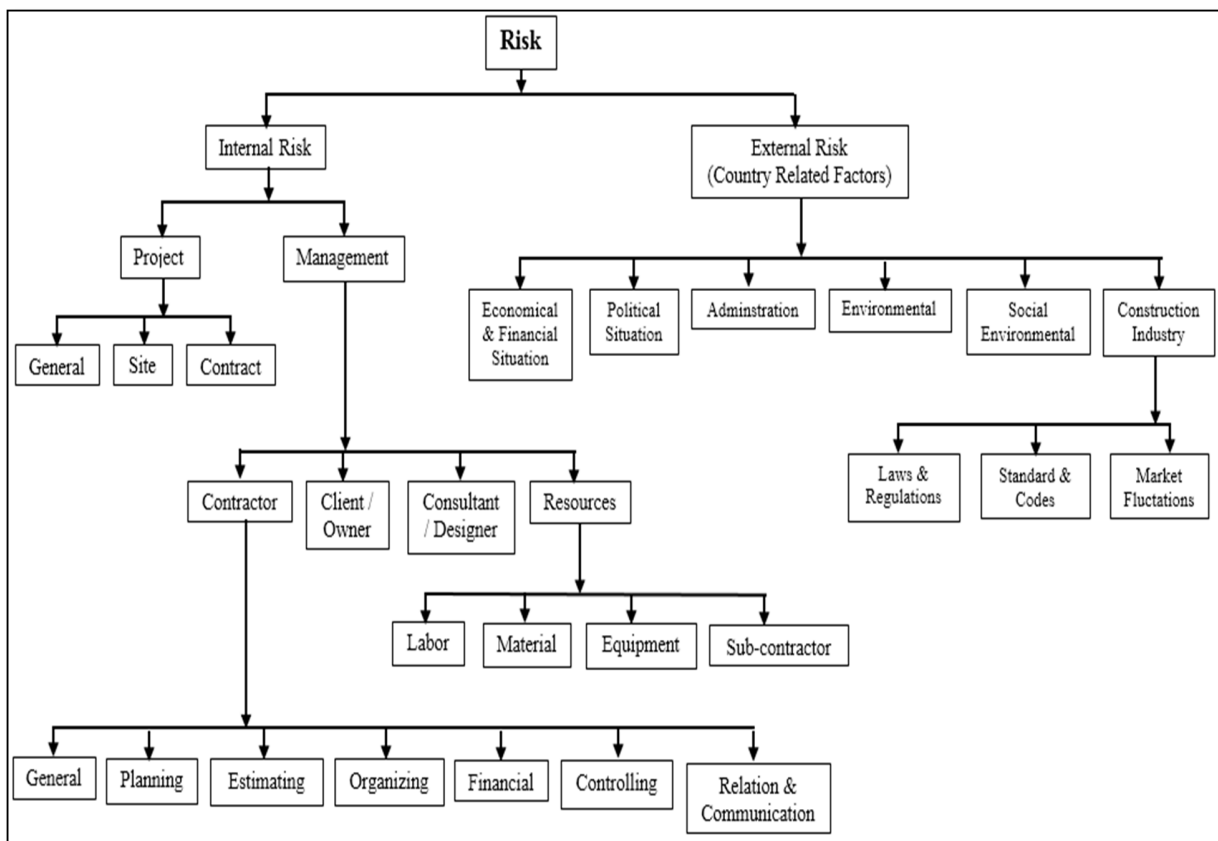 Risk
Internal Risk
External Risk
(Country Related Factors)
Project
Management
Economical
& Financial
Situation
Political
Situation
Adminstration
Environmental
Social
Environmental
Construction
Industry
General
Site
Contract
Laws &
Regulations
Standard &
Codes
Market
Fluctations
Contractor
Client /
Owner
Consultant
/ Designer
Resources
Labor
Material
Equipment
Sub-contractor
General
Planning
Estimating
Organizing
Financial
Controlling
Relation &
Communication